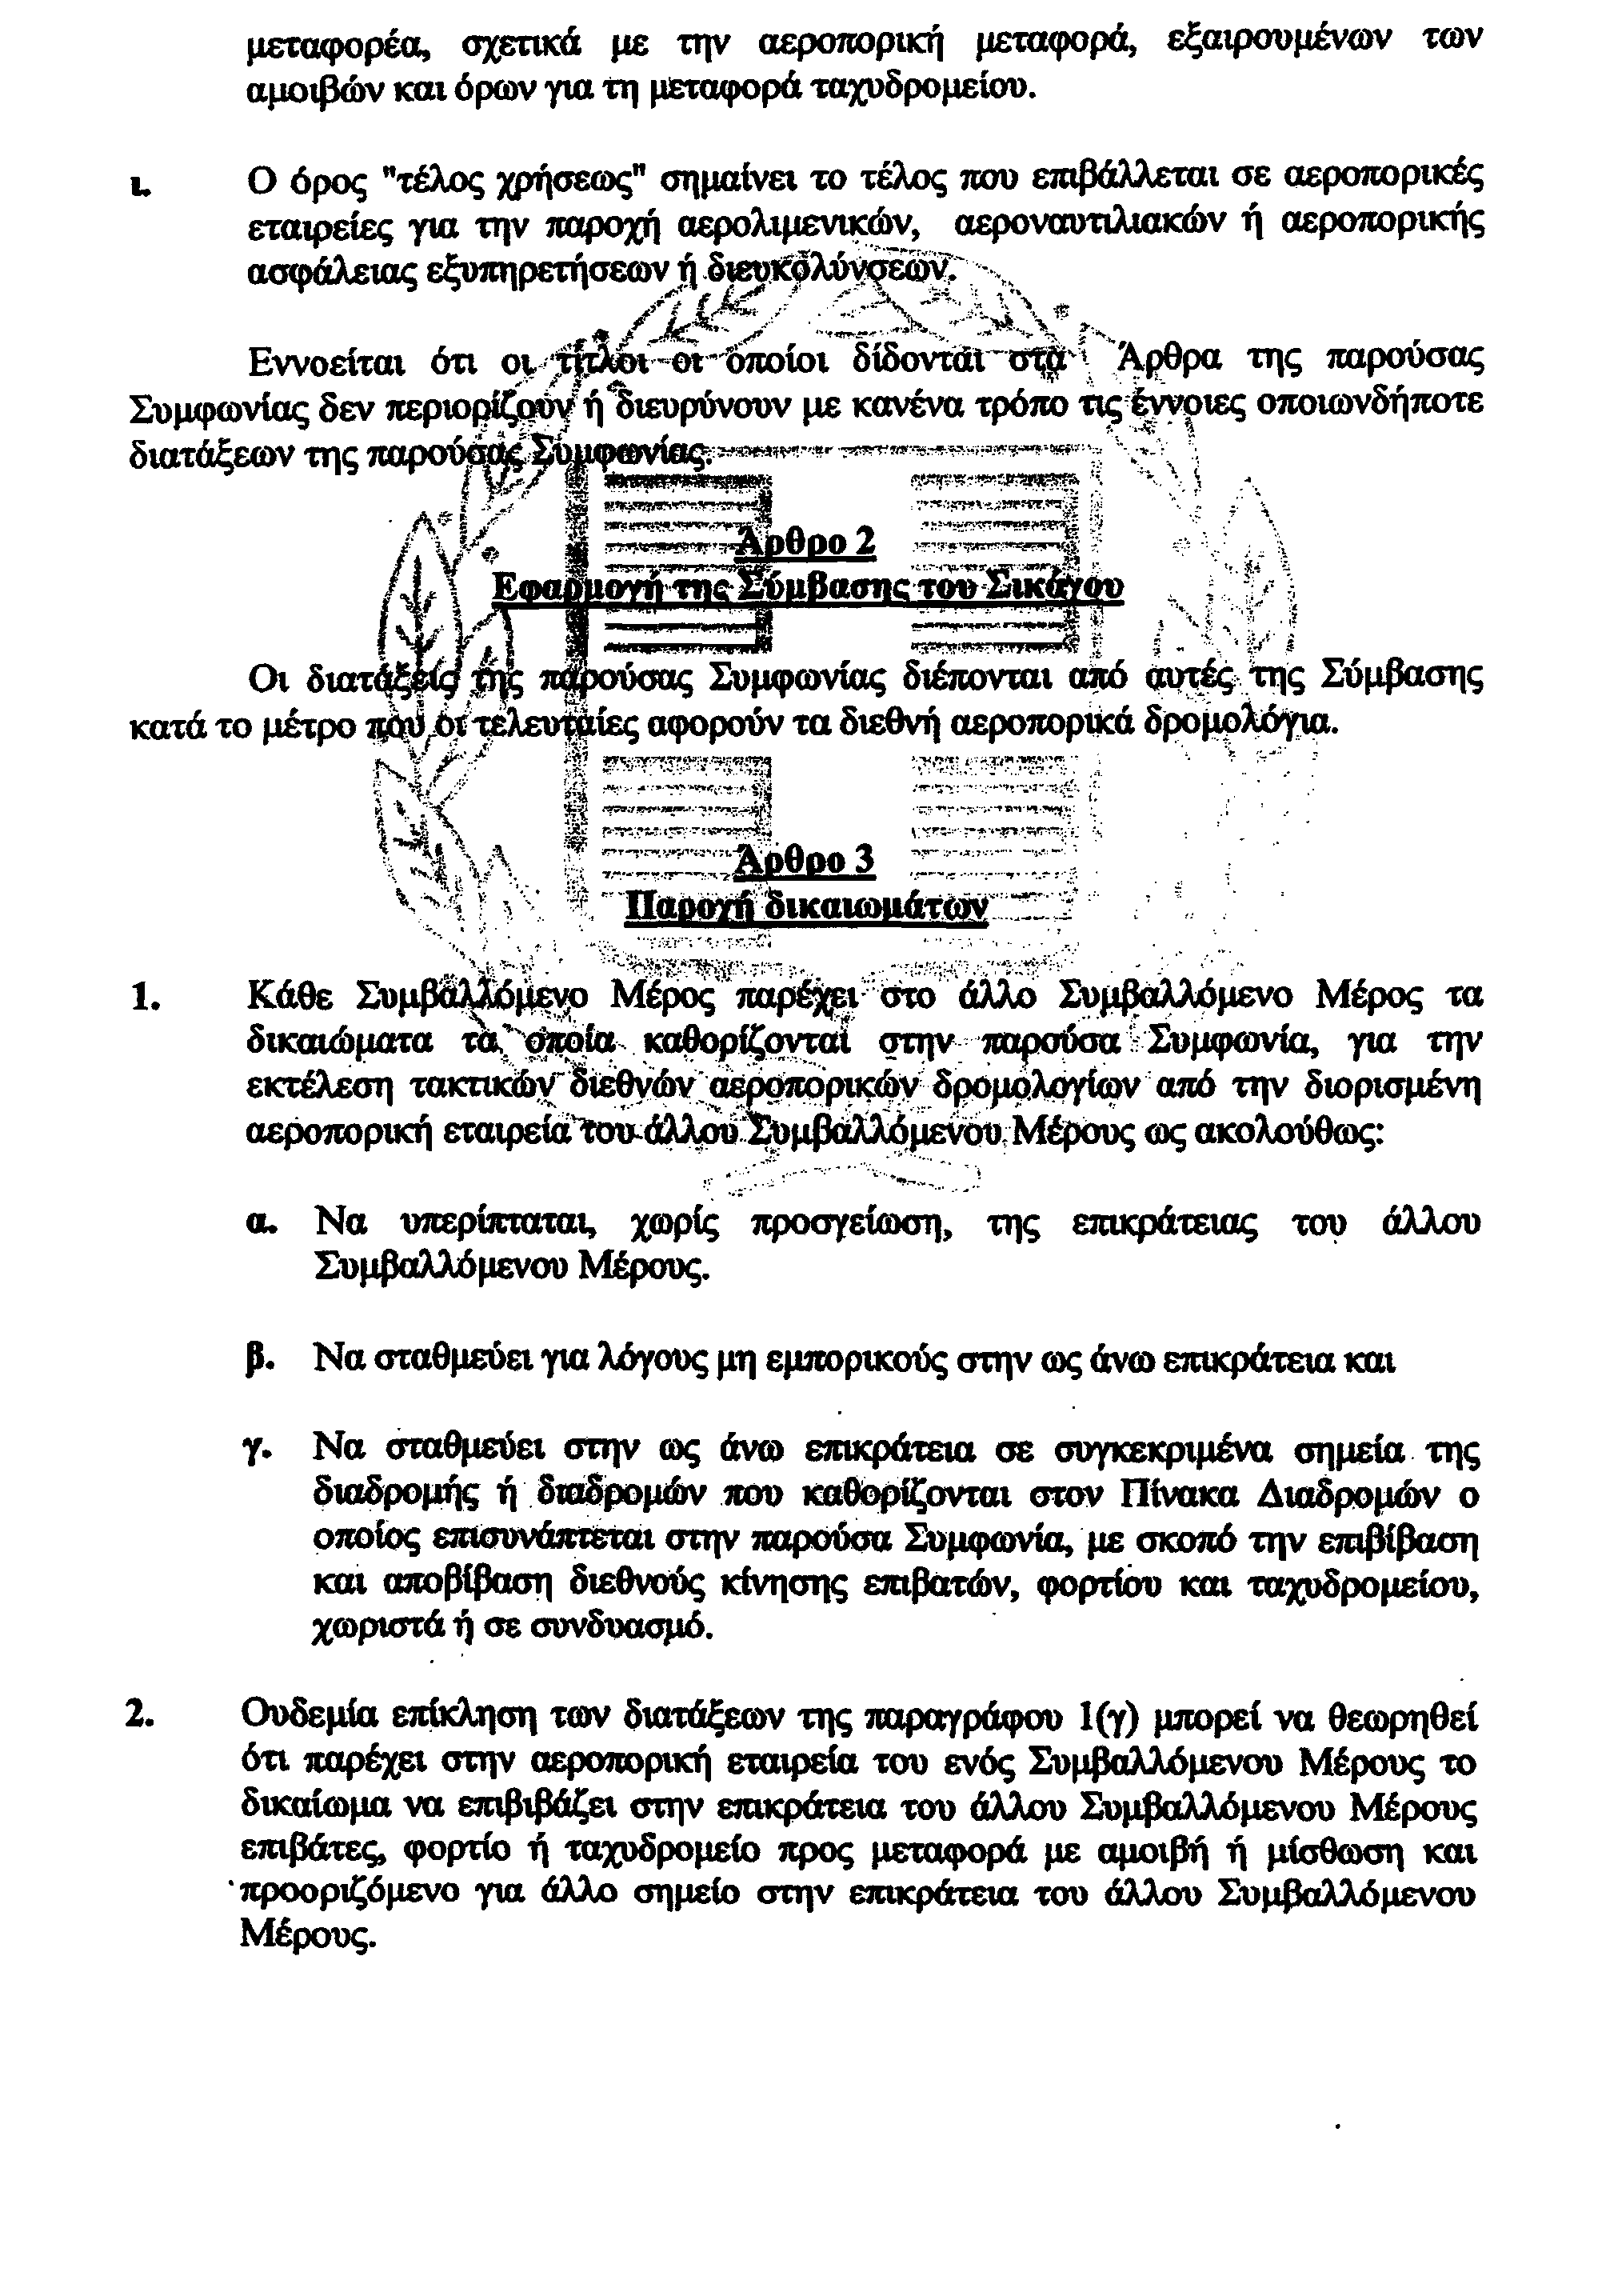 μεταφορέα, σχετικά με την αεροπορική μεταφορά, εξαιρουμένων των
αμοιβών και όρων για τη μεταφορά ταχυδρομείου.
ι. Ο όρος "τέλος χρήσεως" σημαίνει το τέλος που επιβάλλεται σε αεροπορικές
εταιρείες για την παροχή αερολιμενικών, αεροναυτιλιακών ή αεροπορικής
ασφάλειας εξυπηρετήσεων ή διευκολύνσεων.
Εννοείται ότι οι τίτλοι οι οποίοι δίδονται στα Άρθρα της παρούσας
Συμφωνίας δεν περιορίζουν ή διευρύνουν με κανένα τρόπο τις έννοιες οποιωνδήποτε
διατάξεων της παρούσας Συμφωνίας.
Άρθρο 2
Εφαρμογή της Σύμβασης του Σικάγου
Οι διατάξεις της παρούσας Συμφωνίας διέπονται από αυτές της Σύμβασης
κατά το μέτρο που οι τελευταίες αφορούν τα διεθνή αεροπορικά δρομολόγια.
Άρθρο 3
Παροχή δικαιωμάτων
1. Κάθε Συμβαλλόμενο Μέρος παρέχει στο άλλο Συμβαλλόμενο Μέρος τα
δικαιώματα τα οποία καθορίζονται στην παρούσα Συμφωνία, για την
εκτέλεση τακτικών διεθνών αεροπορικών δρομολογίων από την διορισμένη
αεροπορική εταιρεία του άλλου Συμβαλλόμενου Μέρους ως ακολούθως:
α. Να υπερίπταται, χωρίς προσγείωση, της επικράτειας του άλλου
Συμβαλλόμενου Μέρους.
β. Να σταθμεύει για λόγους μη εμπορικούς στην ως άνω επικράτεια και
γ. Να σταθμεύει στην ως άνω επικράτεια σε συγκεκριμένα σημεία της
διαδρομής ή διαδρομών που καθορίζονται στον Πίνακα Διαδρομών ο
οποίος επισυνάπτεται στην παρούσα Συμφωνία, με σκοπό την επιβίβαση
και αποβίβαση διεθνούς κίνησης επιβατών, φορτίου και ταχυδρομείου,
χωριστά ή σε συνδυασμό.
2. Ουδεμία επίκληση των διατάξεων της παραγράφου 1(γ) μπορεί να θεωρηθεί
ότι παρέχει στην αεροπορική εταιρεία του ενός Συμβαλλόμενου Μέρους το
δικαίωμα να επιβιβάζει στην επικράτεια του άλλου Συμβαλλόμενου Μέρους
επιβάτες, φορτίο ή ταχυδρομείο προς μεταφορά με αμοιβή ή μίσθωση και
προοριζόμενο για άλλο σημείο στην επικράτεια του άλλου Συμβαλλόμενου
Μέρους.